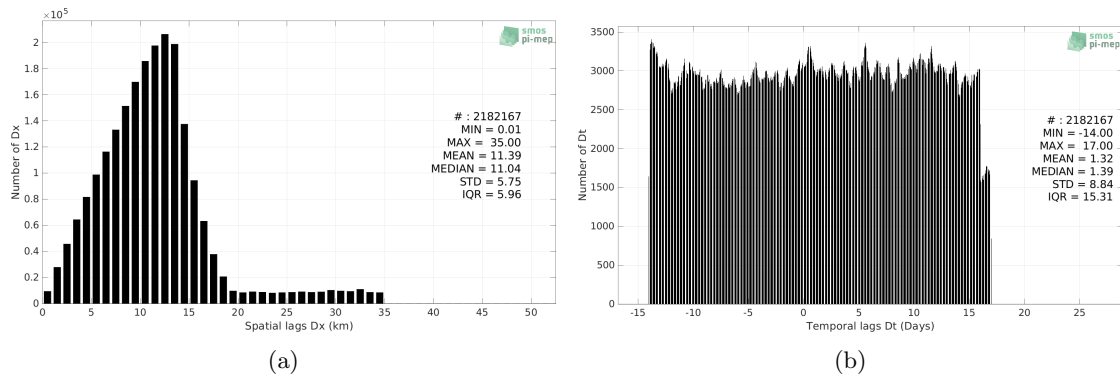 ×10⁵
2
1.8
1.6
1.4
1.2
1
0.8
0.6
0.4
0.2
0
Number of Dx
smos
pi-mep
# : 2182167
MIN = 0.01
MAX = 35.00
MEAN = 11.39
MEDIAN = 11.04
STD = 5.75
IQR = 5.96
0 5 10 15 20 25 30 35 40 45 50
Spatial lags Dx (km)
(a)
3500
3000
2500
2000
1500
1000
500
0
Number of Dt
smos
pi-mep
# : 2182167
MIN = -14.00
MAX = 17.00
MEAN = 1.32
MEDIAN = 1.39
STD = 8.84
IQR = 15.31
-15 -10 -5 0 5 10 15 20 25
Temporal lags Dt (Days)
(b)